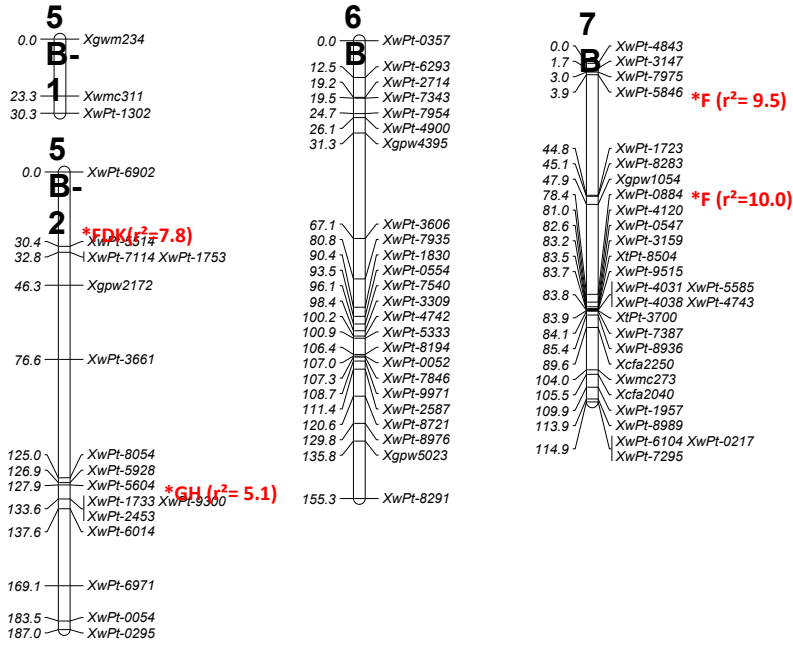 5
B-
1
0.0 Xgwm234
23.3 Xwmc311
30.3 XwPt-1302
5
B-
2
0.0 XwPt-6902
*FDK(r²=7.8)
30.4 XwPt-5514
32.8 XwPt-7114 XwPt-1753
46.3 Xgpw2172
76.6 XwPt-3661
125.0 XwPt-8054
126.9 XwPt-5928
127.9 XwPt-5604
*GH (r²= 5.1)
133.6 XwPt-1733 XwPt-9300
XwPt-2453
137.6 XwPt-6014
169.1 XwPt-6971
183.5 XwPt-0054
187.0 XwPt-0295
6
B
0.0 XwPt-0357
12.5 XwPt-6293
19.2 XwPt-2714
19.5 XwPt-7343
24.7 XwPt-7954
26.1 XwPt-4900
31.3 Xgpw4395
67.1 XwPt-3606
80.8 XwPt-7935
90.4 XwPt-1830
93.5 XwPt-0554
96.1 XwPt-7540
98.4 XwPt-3309
100.2 XwPt-4742
100.9 XwPt-5333
106.4 XwPt-8194
107.0 XwPt-0052
107.3 XwPt-7846
108.7 XwPt-9971
111.4 XwPt-2587
120.6 XwPt-8721
129.8 XwPt-8976
135.8 Xgpw5023
155.3 XwPt-8291
7
B
0.0 XwPt-4843
1.7 XwPt-3147
3.0 XwPt-7975
3.9 XwPt-5846
*F (r²= 9.5)
44.8 XwPt-1723
45.1 XwPt-8283
47.9 Xgpw1054
78.4 XwPt-0884
*F (r²=10.0)
81.0 XwPt-4120
82.6 XwPt-0547
83.2 XwPt-3159
83.5 XtPt-8504
83.7 XwPt-9515
83.8 XwPt-4031 XwPt-5585
XwPt-4038 XwPt-4743
83.9 XtPt-3700
84.1 XwPt-7387
85.4 XwPt-8936
89.6 Xcfa2250
104.0 Xwmc273
105.5 Xcfa2040
109.9 XwPt-1957
113.9 XwPt-8989
114.9 XwPt-6104 XwPt-0217
XwPt-7295